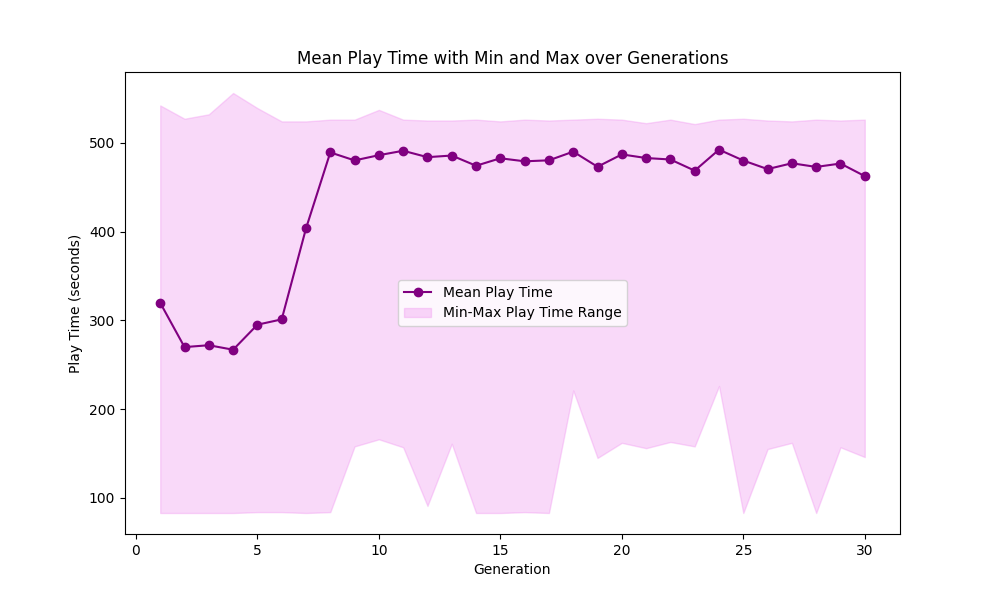 Mean Play Time with Min and Max over Generations
Play Time (seconds)
500
400
300
200
100
Mean Play Time
Min-Max Play Time Range
0 5 10 15 20 25 30
Generation